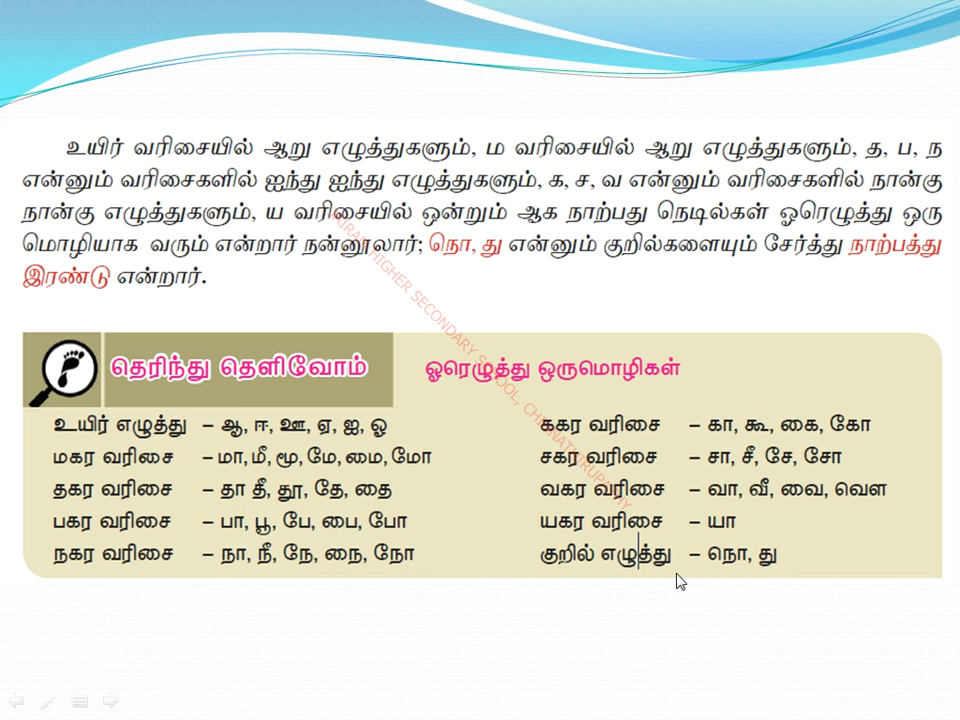 உயிர் வரிசையில் ஆறு எழுத்துகளும், ம வரிசையில் ஆறு எழுத்துகளும், த, ப, ந
என்னும் வரிசைகளில் ஐந்து ஐந்து எழுத்துகளும், க, ச, வ என்னும் வரிசைகளில் நான்கு
நான்கு எழுத்துகளும், ய வரிசையில் ஒன்றும் ஆக நாற்பது நெடில்கள் ஓரெழுத்து ஒரு
மொழியாக வரும் என்றார் நன்னூலார்; நொ, து என்னும் குறில்களையும் சேர்த்து நாற்பத்து
இரண்டு என்றார்.
தெரிந்து தெளிவோம்
ஓரெழுத்து ஒருமொழிகள்
உயிர் எழுத்து – ஆ, ஈ, ஊ, ஏ, ஐ, ஓ
மகர வரிசை – மா, மீ, மூ, மே, மை, மோ
தகர வரிசை – தா தீ, தூ, தே, தை
பகர வரிசை – பா, பூ, பே, பை, போ
நகர வரிசை – நா, நீ, நே, நை, நோ
ககர வரிசை – கா, கூ, கை, கோ
சகர வரிசை – சா, சீ, சே, சோ
வகர வரிசை – வா, வீ, வை, வௌ
யகர வரிசை – யா
குறில் எழுத்து – நொ, து
HIGHER SECONDARY SCHOOL,